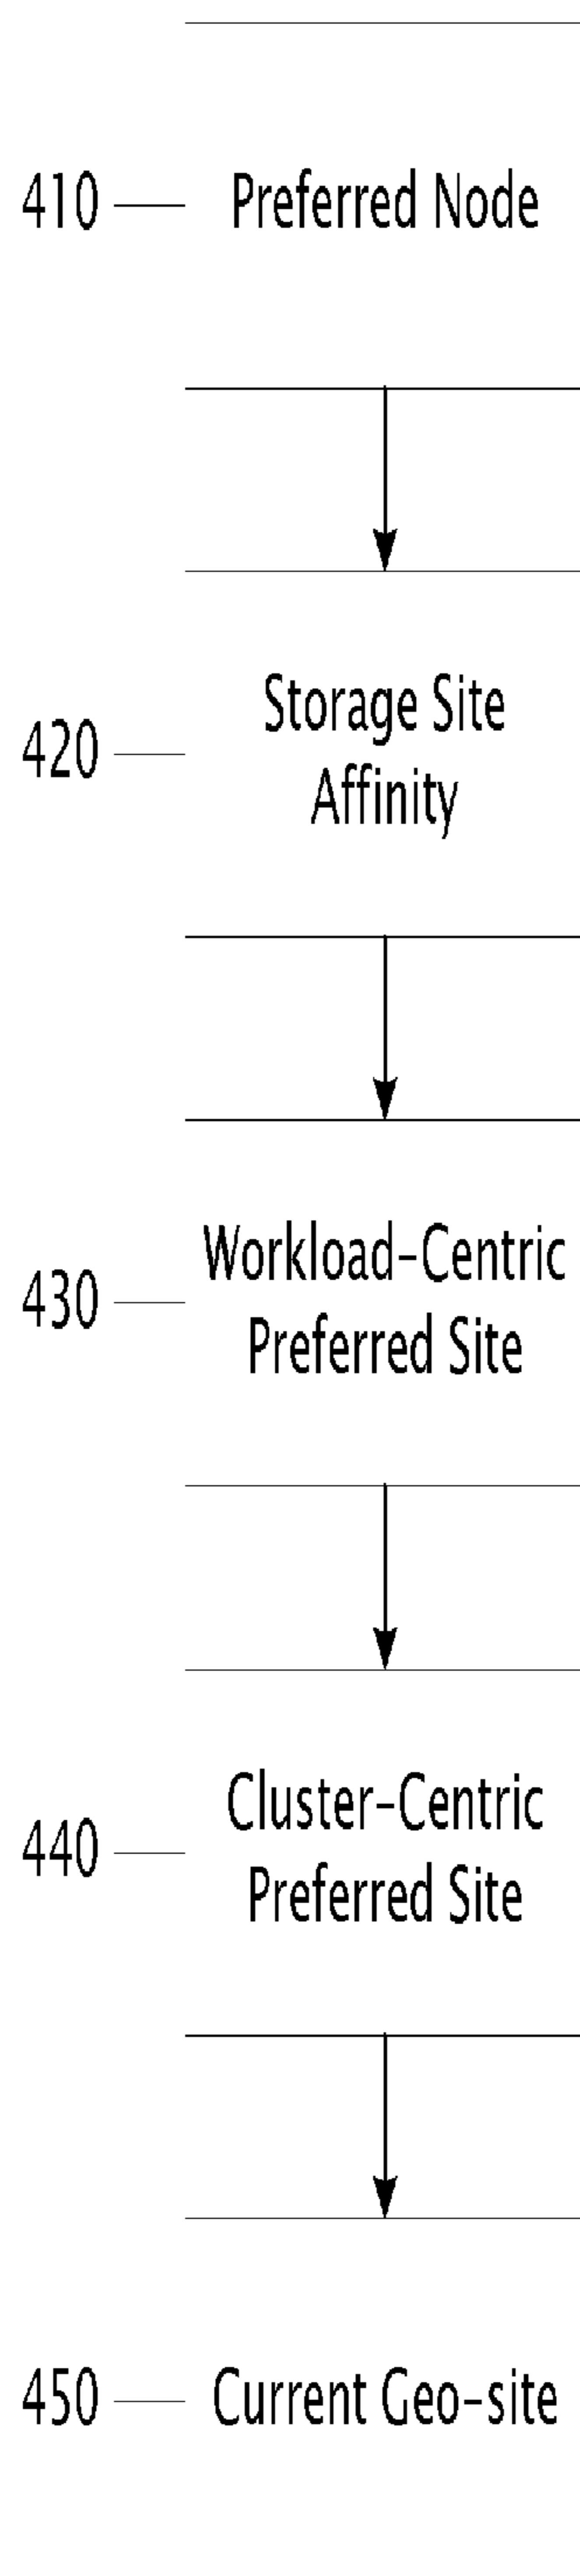 410 Preferred Node
Storage Site
420
Affinity
Workload-Centric
430
Preferred Site
Cluster-Centric
440
Preferred Site
450 Current Geo-site